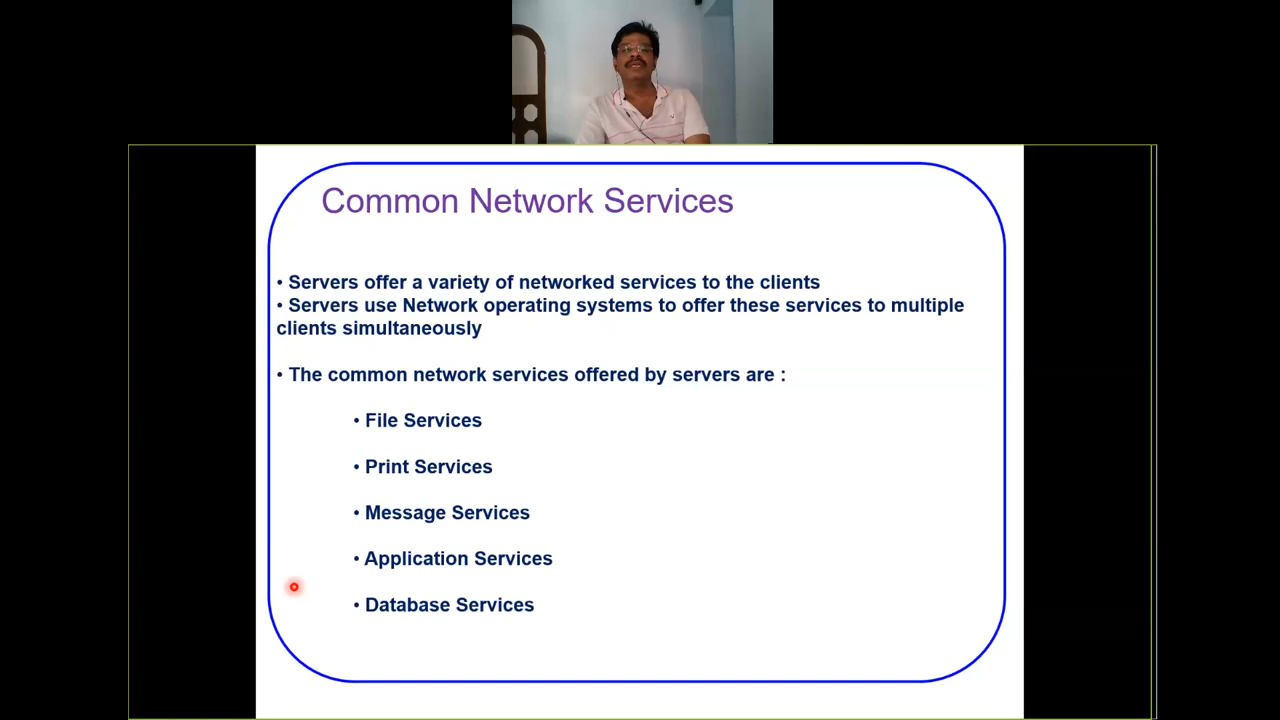 Common Network Services
• Servers offer a variety of networked services to the clients
• Servers use Network operating systems to offer these services to multiple
clients simultaneously
• The common network services offered by servers are :
• File Services
• Print Services
• Message Services
• Application Services
• Database Services